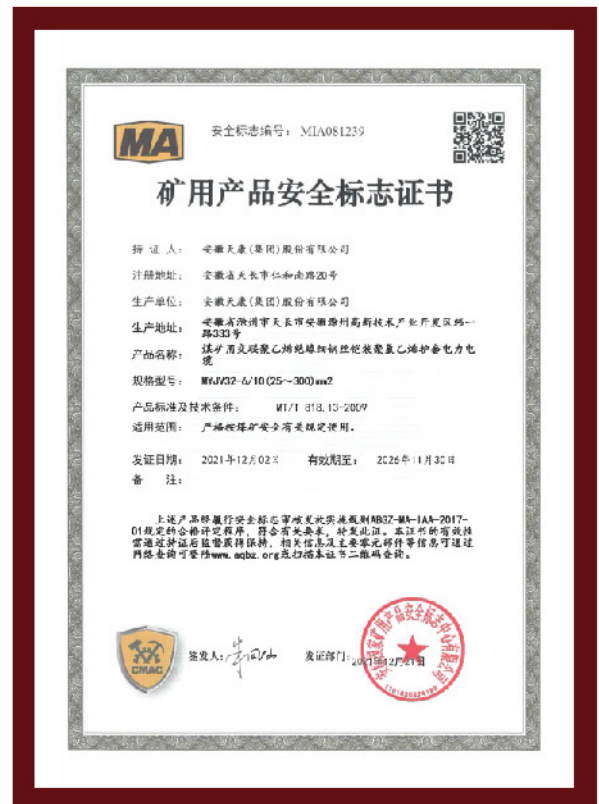 MA
安全标志编号： MIA081239
矿用产品安全标志证书
持 证 人： 安徽天康(集团)股份有限公司
注册地址： 安徽省天长市仁和南路20号
生产单位： 安徽天康(集团)股份有限公司
生产地址： 安徽省滁州市天长市安徽滁州高新技术产业开发区纬一
路333号
产品名称： 煤矿用交联聚乙烯绝缘细钢丝铠装聚氯乙烯护套电力电
缆
规格型号： MYJV32-6/10(25~300)mm2
产品标准及技术条件： MT/T 818.13-2009
适用范围： 严格按煤矿安全有关规定使用。
发证日期： 2021年12月02日 有效期至： 2026年11月30日
备 注：
上述产品经履行安全标志审核发放实施规则ABGZ-MA-IAA-2017-
01规定的合格评定程序，符合有关要求，特发此证。本证书的有效性
需通过持证后监督获得保持，相关信息及主要零元部件等信息可通过
网络查询可登陆www.aqbz.org或扫描本证书二维码查询。
CMAC
签发人： 发证部门：